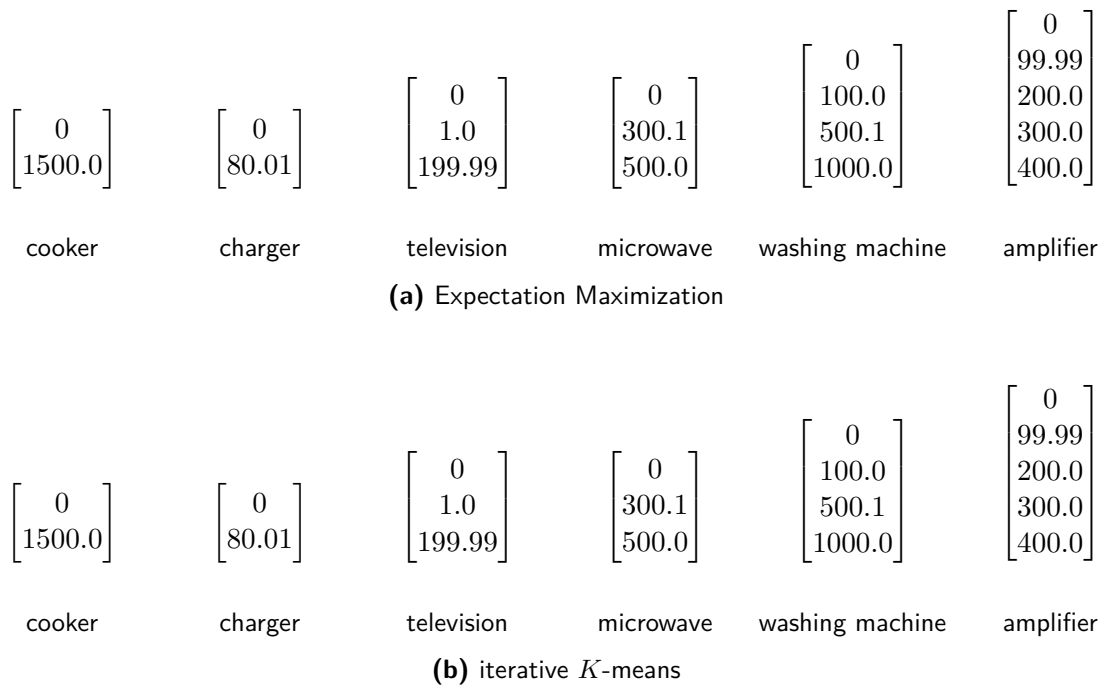 0
1500.0
cooker
0
80.01
charger
0
1.0
199.99
television
0
300.1
500.0
microwave
0
100.0
500.1
1000.0
washing machine
0
99.99
200.0
300.0
400.0
amplifier
(a) Expectation Maximization
0
1500.0
cooker
0
80.01
charger
0
1.0
199.99
television
0
300.1
500.0
microwave
0
100.0
500.1
1000.0
washing machine
0
99.99
200.0
300.0
400.0
amplifier
(b) iterative K-means